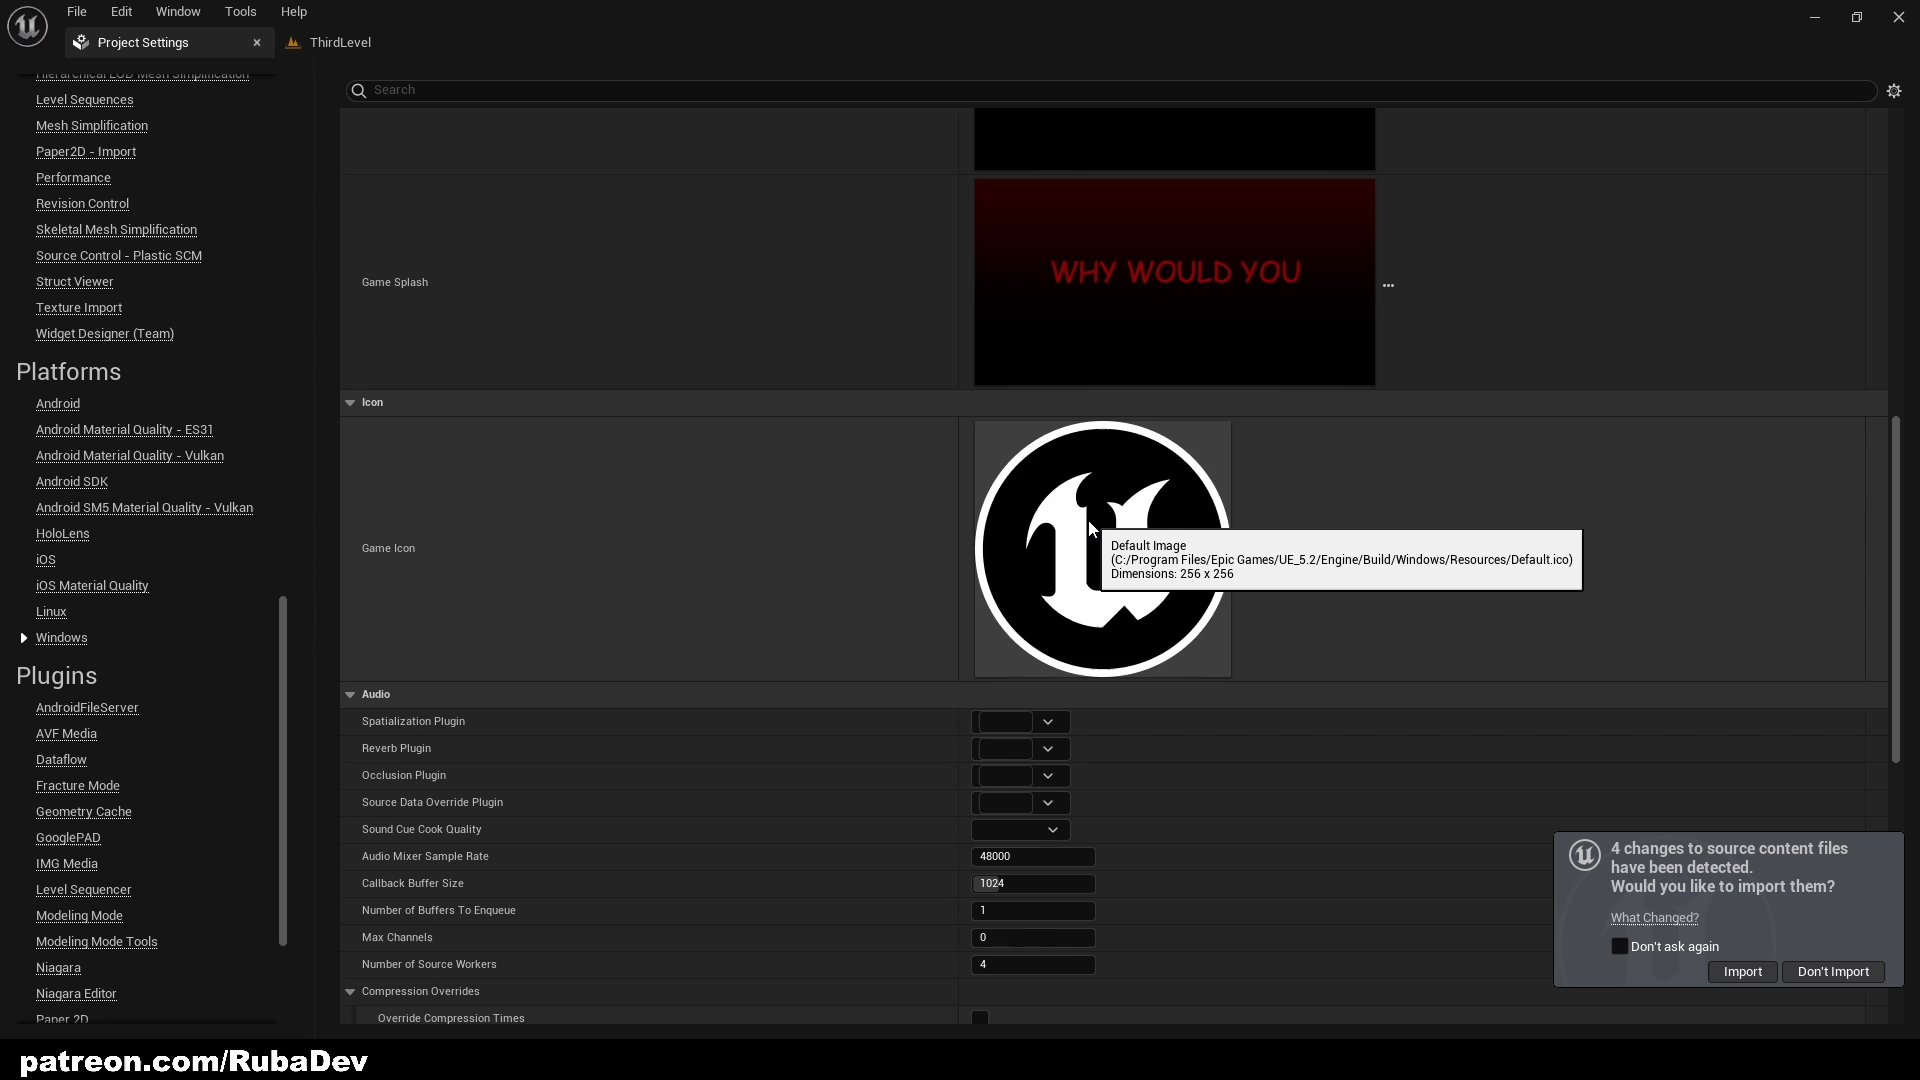 File Edit Window Tools Help
Project Settings
ThirdLevel
Hierarchical LOD Mesh Simplification
Level Sequences
Mesh Simplification
Paper2D - Import
Performance
Revision Control
Skeletal Mesh Simplification
Source Control - Plastic SCM
Struct Viewer
Texture Import
Widget Designer (Team)
Platforms
Android
Android Material Quality - ES31
Android Material Quality - Vulkan
Android SDK
Android SM5 Material Quality - Vulkan
HoloLens
iOS
iOS Material Quality
Linux
Windows
Plugins
AndroidFileServer
AVF Media
Dataflow
Fracture Mode
Geometry Cache
GooglePAD
IMG Media
Level Sequencer
Modeling Mode
Modeling Mode Tools
Niagara
Niagara Editor
Paper 2D
Search
Game Splash
WHY WOULD YOU
Icon
Game Icon
Default Image
(C:/Program Files/Epic Games/UE_5.2/Engine/Build/Windows/Resources/Default.ico)
Dimensions: 256 x 256
Audio
Spatialization Plugin
Reverb Plugin
Occlusion Plugin
Source Data Override Plugin
Sound Cue Cook Quality
Audio Mixer Sample Rate 48000
Callback Buffer Size 1024
Number of Buffers To Enqueue 1
Max Channels 0
Number of Source Workers 4
Compression Overrides
Override Compression Times
4 changes to source content files
have been detected.
Would you like to import them?
What Changed?
Don't ask again
Import Don't Import
patreon.com/RubaDev